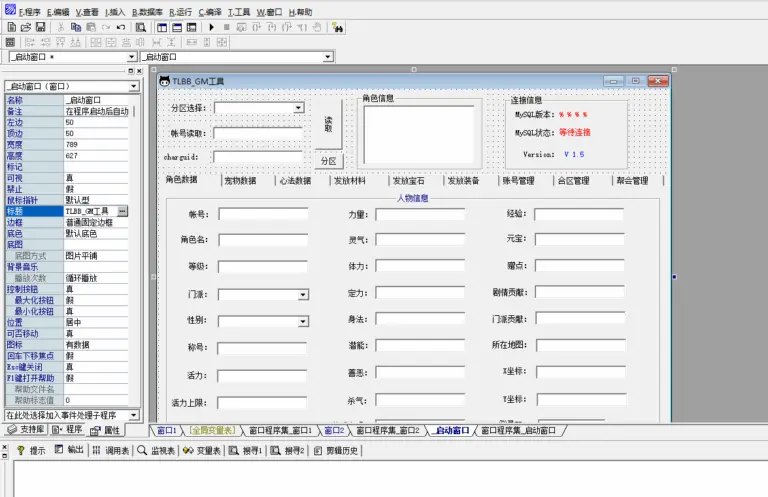 F.程序 E.编辑 V.查看 I.插入 B.数据库 R.运行 C.编译 T.工具 W.窗口 H.帮助
_启动窗口 * _启动窗口
_启动窗口（窗口）
名称 _启动窗口
备注 在程序启动后自动
左边 50
顶边 50
宽度 789
高度 627
标记
可视 真
禁止 假
鼠标指针 默认型
标题 TLBB_GM工具 ...
边框 普通固定边框
底色 默认底色
底图
底图方式 图片平铺
背景音乐
播放次数 循环播放
控制按钮 真
最大化按钮 假
最小化按钮 真
位置 居中
可否移动 真
图标 有数据
回车下移焦点 假
Esc键关闭 真
F1键打开帮助 假
帮助文件名
帮助标志值 0
在此处选择加入事件处理子程序
支持库 程序 属性
TLBB_GM工具
分区选择：
帐号读取：
charguid:
读取
分区
角色信息
连接信息
MySQL版本： % % % %
MySQL状态： 等待连接
Version: V 1.5
角色数据 宠物数据 心法数据 发放材料 发放宝石 发放装备 账号管理 合区管理 帮会管理
人物信息
帐号： 力量： 经验：
角色名： 灵气： 元宝：
等级： 体力： 赠点：
门派： 定力： 剧情贡献：
性别： 身法： 门派贡献：
称号： 潜能： 所在地图：
活力： 善恶： X坐标：
活力上限： 杀气： Y坐标：
窗口1 [全局变量表] 窗口程序集_窗口1 窗口2 窗口程序集_窗口2 _启动窗口 窗口程序集_启动窗口
提示 输出 调用表 监视表 变量表 搜寻1 搜寻2 剪辑历史